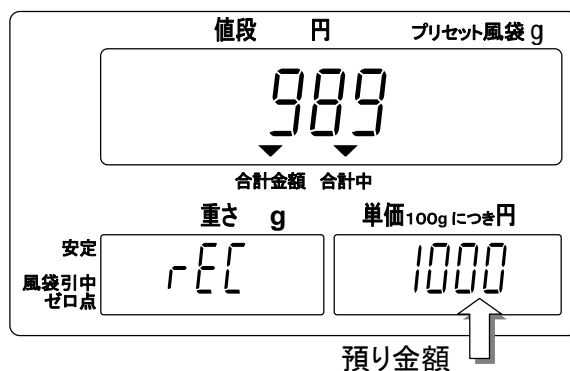 値段 円 プリセット風袋 g
989
合計金額 合計中
重さ g 単価100gにつき円
安定
風袋引中
ゼロ点
rEC
1000
預り金額